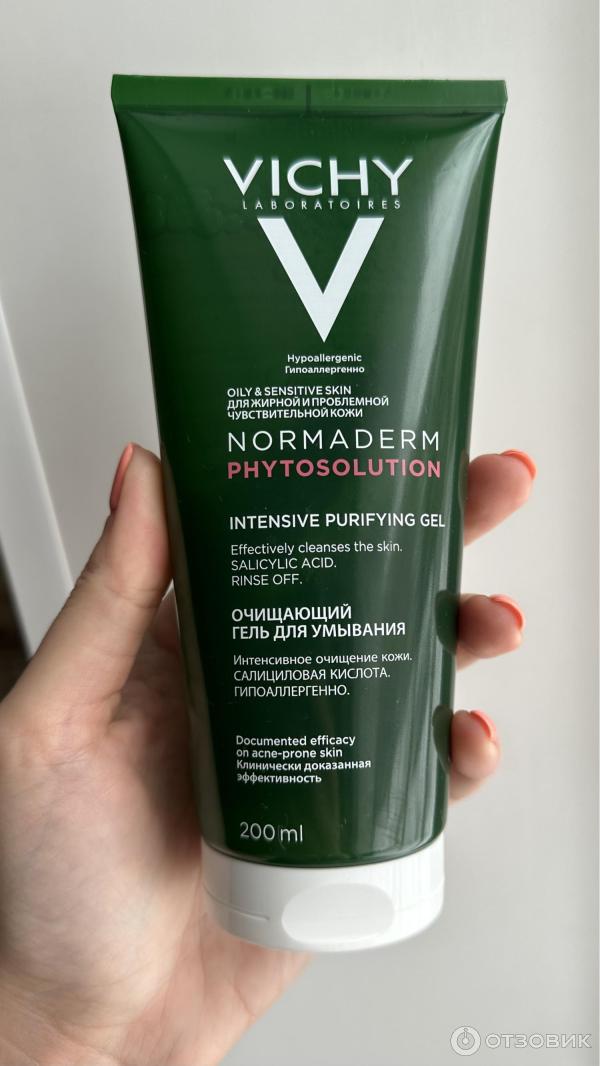 VICHY
LABORATOIRES
Hypoallergenic
Гипоаллергенно
OILY & SENSITIVE SKIN
ДЛЯ ЖИРНОЙ И ПРОБЛЕМНОЙ
ЧУВСТВИТЕЛЬНОЙ КОЖИ
NORMADERM
PHYTOSOLUTION
INTENSIVE PURIFYING GEL
Effectively cleanses the skin.
SALICYLIC ACID.
RINSE OFF.
ОЧИЩАЮЩИЙ
ГЕЛЬ ДЛЯ УМЫВАНИЯ
Интенсивное очищение кожи.
САЛИЦИЛОВАЯ КИСЛОТА.
ГИПОАЛЛЕРГЕННО.
Documented efficacy
on acne-prone skin
Клинически доказанная
эффективность
200 ml
ОТЗОВИК